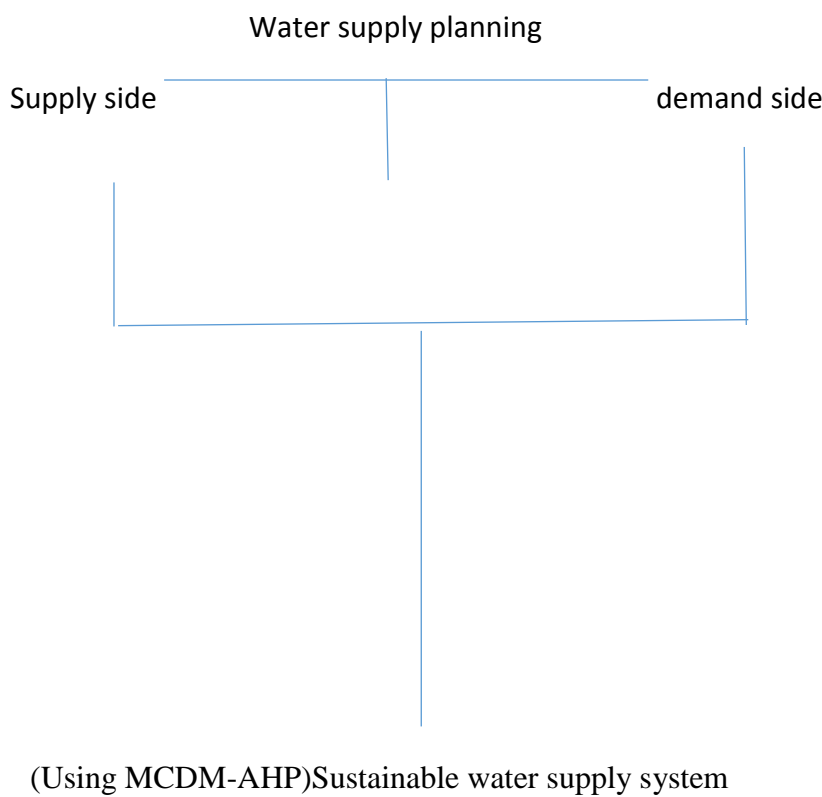 Water supply planning
Supply side demand side
(Using MCDM-AHP)Sustainable water supply system